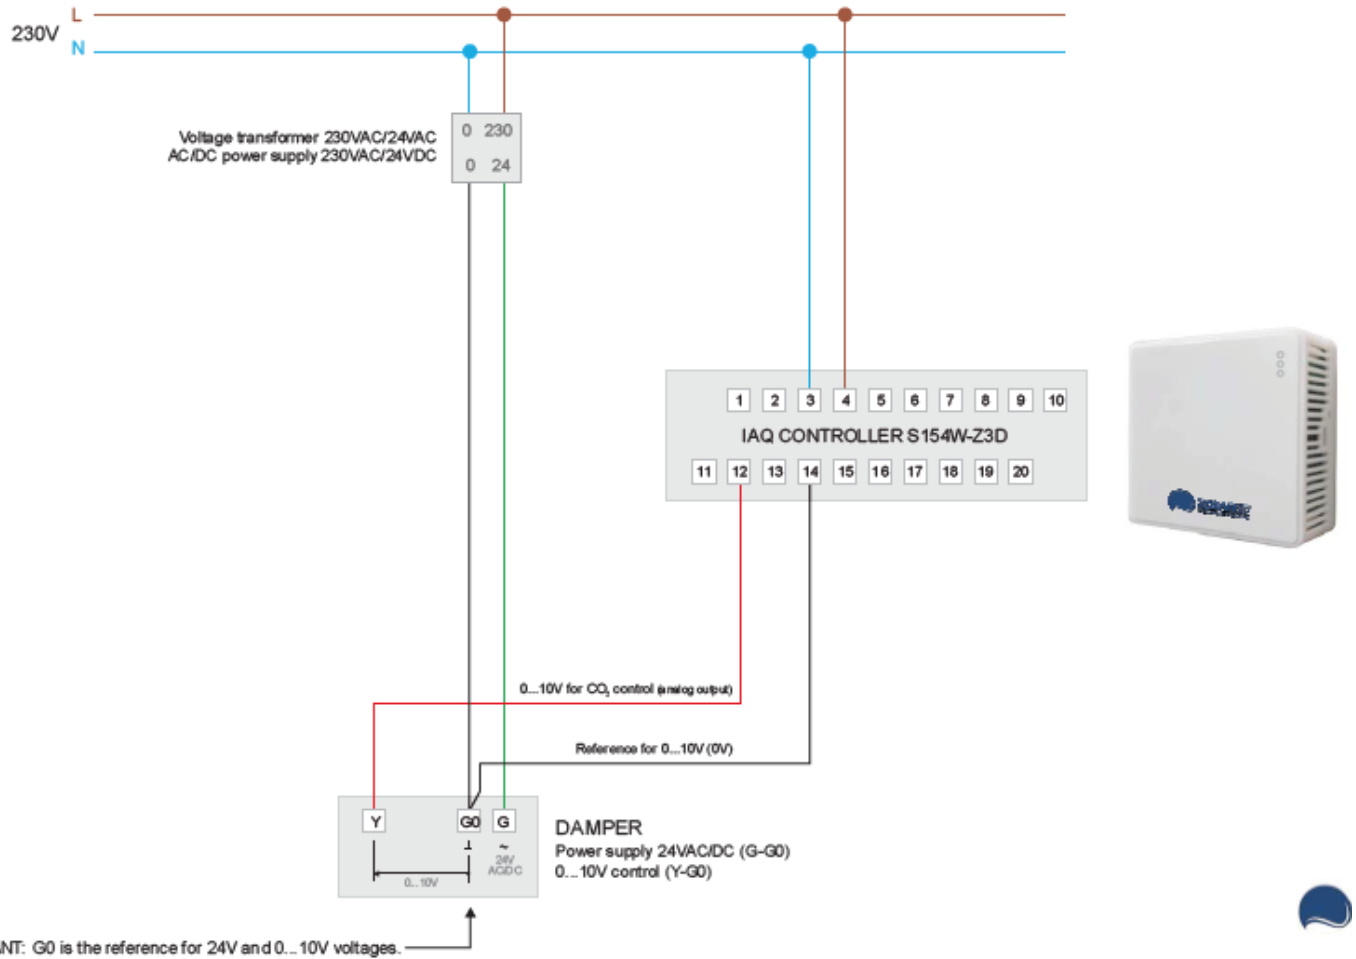 L
230V
N
Voltage transformer 230VAC/24VAC
AC/DC power supply 230VAC/24VDC
0 230
0 24
1 2 3 4 5 6 7 8 9 10
IAQ CONTROLLER S154W-Z3D
11 12 13 14 15 16 17 18 19 20
0...10V for CO₂ control (analog output)
Reference for 0...10V (0V)
Y G0 G
~
24V
AC/DC
0...10V
DAMPER
Power supply 24VAC/DC (G-G0)
0...10V control (Y-G0)
ANT: G0 is the reference for 24V and 0...10V voltages.